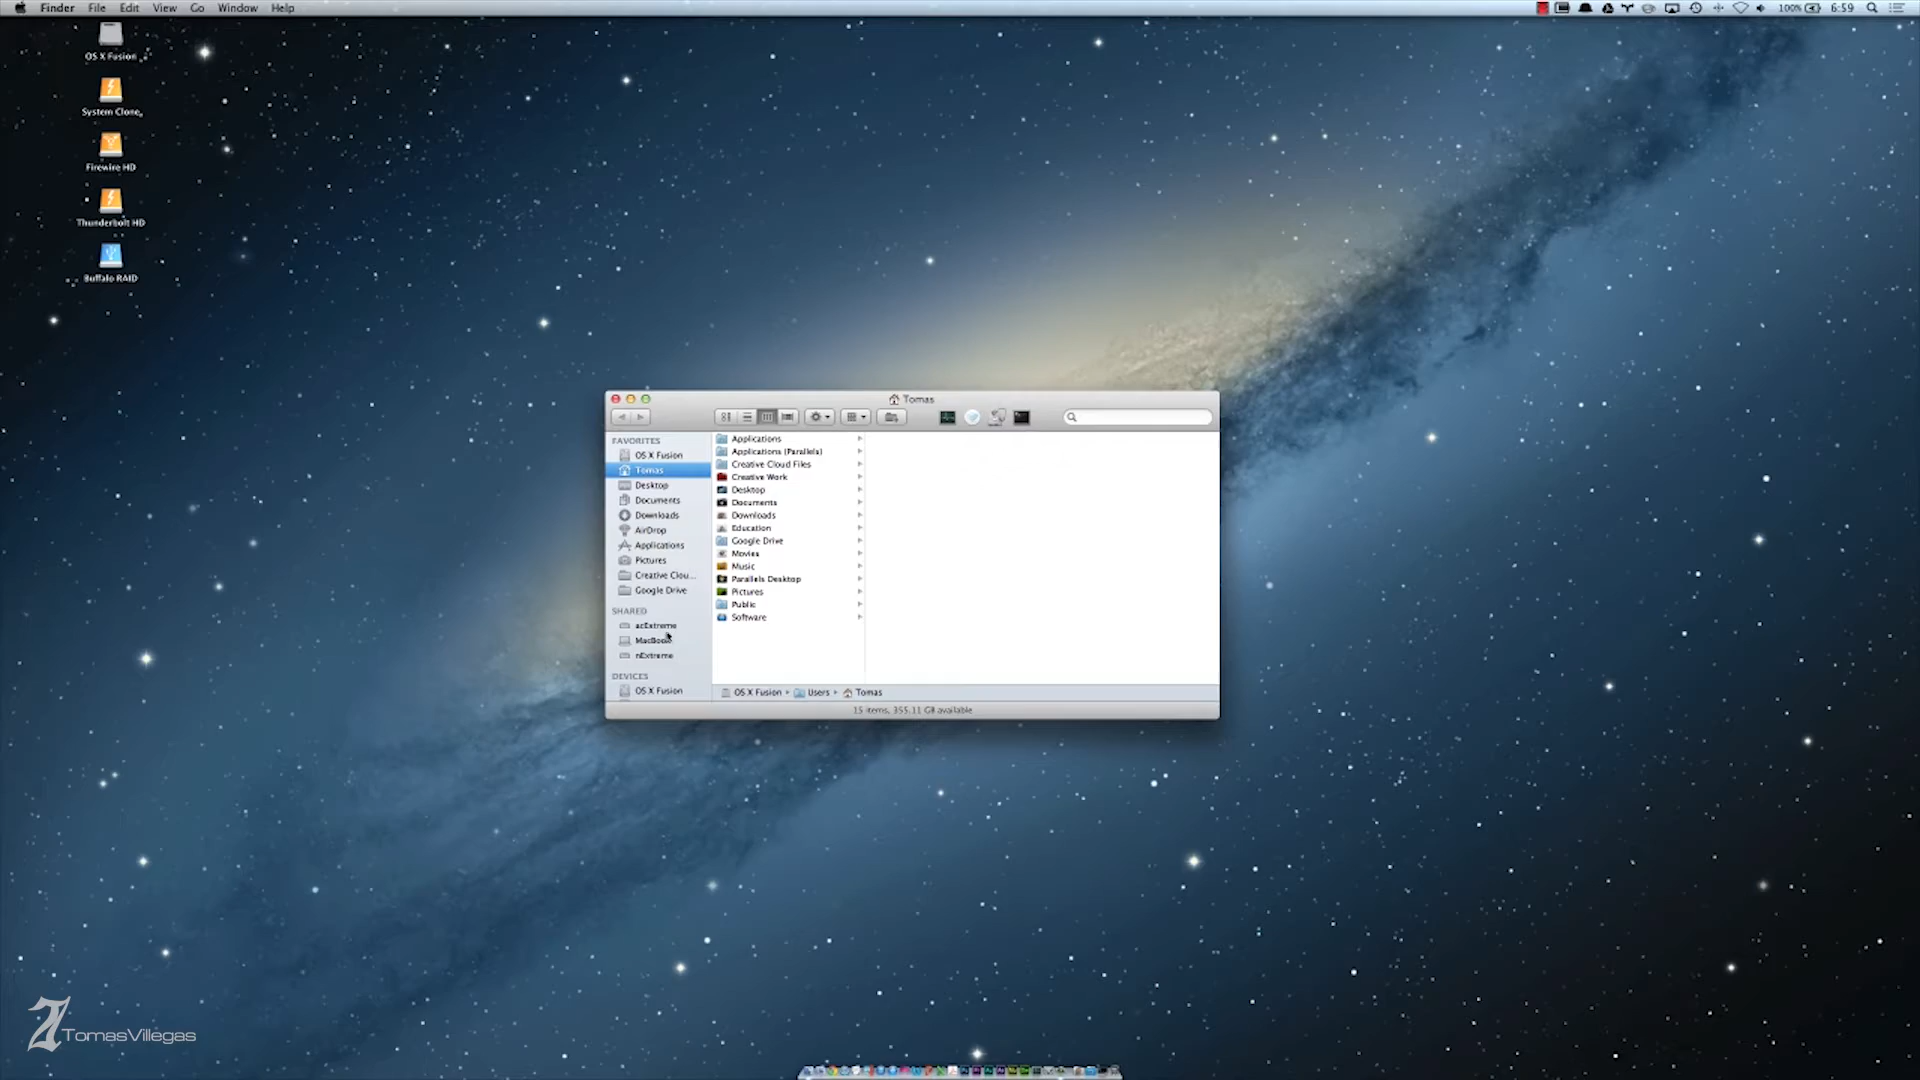 Finder File Edit View Go Window Help
100% 6:59
OS X Fusion
System Clone
Firewire HD
Thunderbolt HD
Buffalo RAID
Tomas
FAVORITES
OS X Fusion
Tomas
Desktop
Documents
Downloads
AirDrop
Applications
Pictures
Creative Clou...
Google Drive
SHARED
acExtreme
MacBook
nExtreme
DEVICES
OS X Fusion
Applications
Applications (Parallels)
Creative Cloud Files
Creative Work
Desktop
Documents
Downloads
Education
Google Drive
Movies
Music
Parallels Desktop
Pictures
Public
Software
OS X Fusion Users Tomas
15 items, 355.11 GB available
TomasVillegas